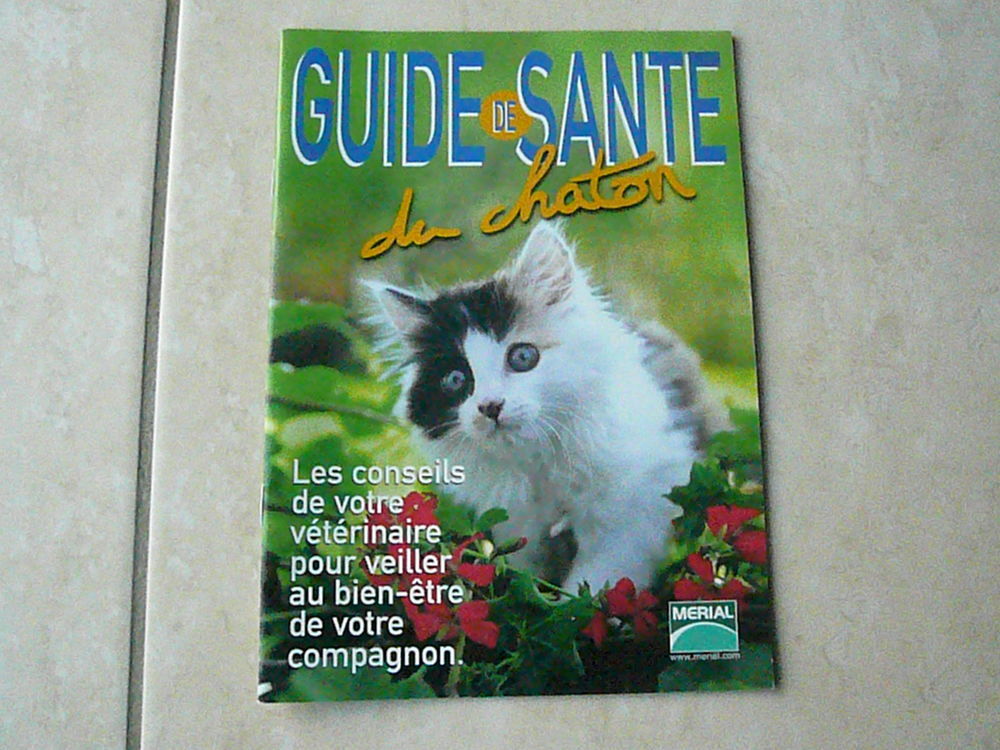 GUIDE DE SANTE
du chaton
Les conseils
de votre
vétérinaire
pour veiller
au bien-être
de votre
compagnon.
MERIAL
www.merial.com